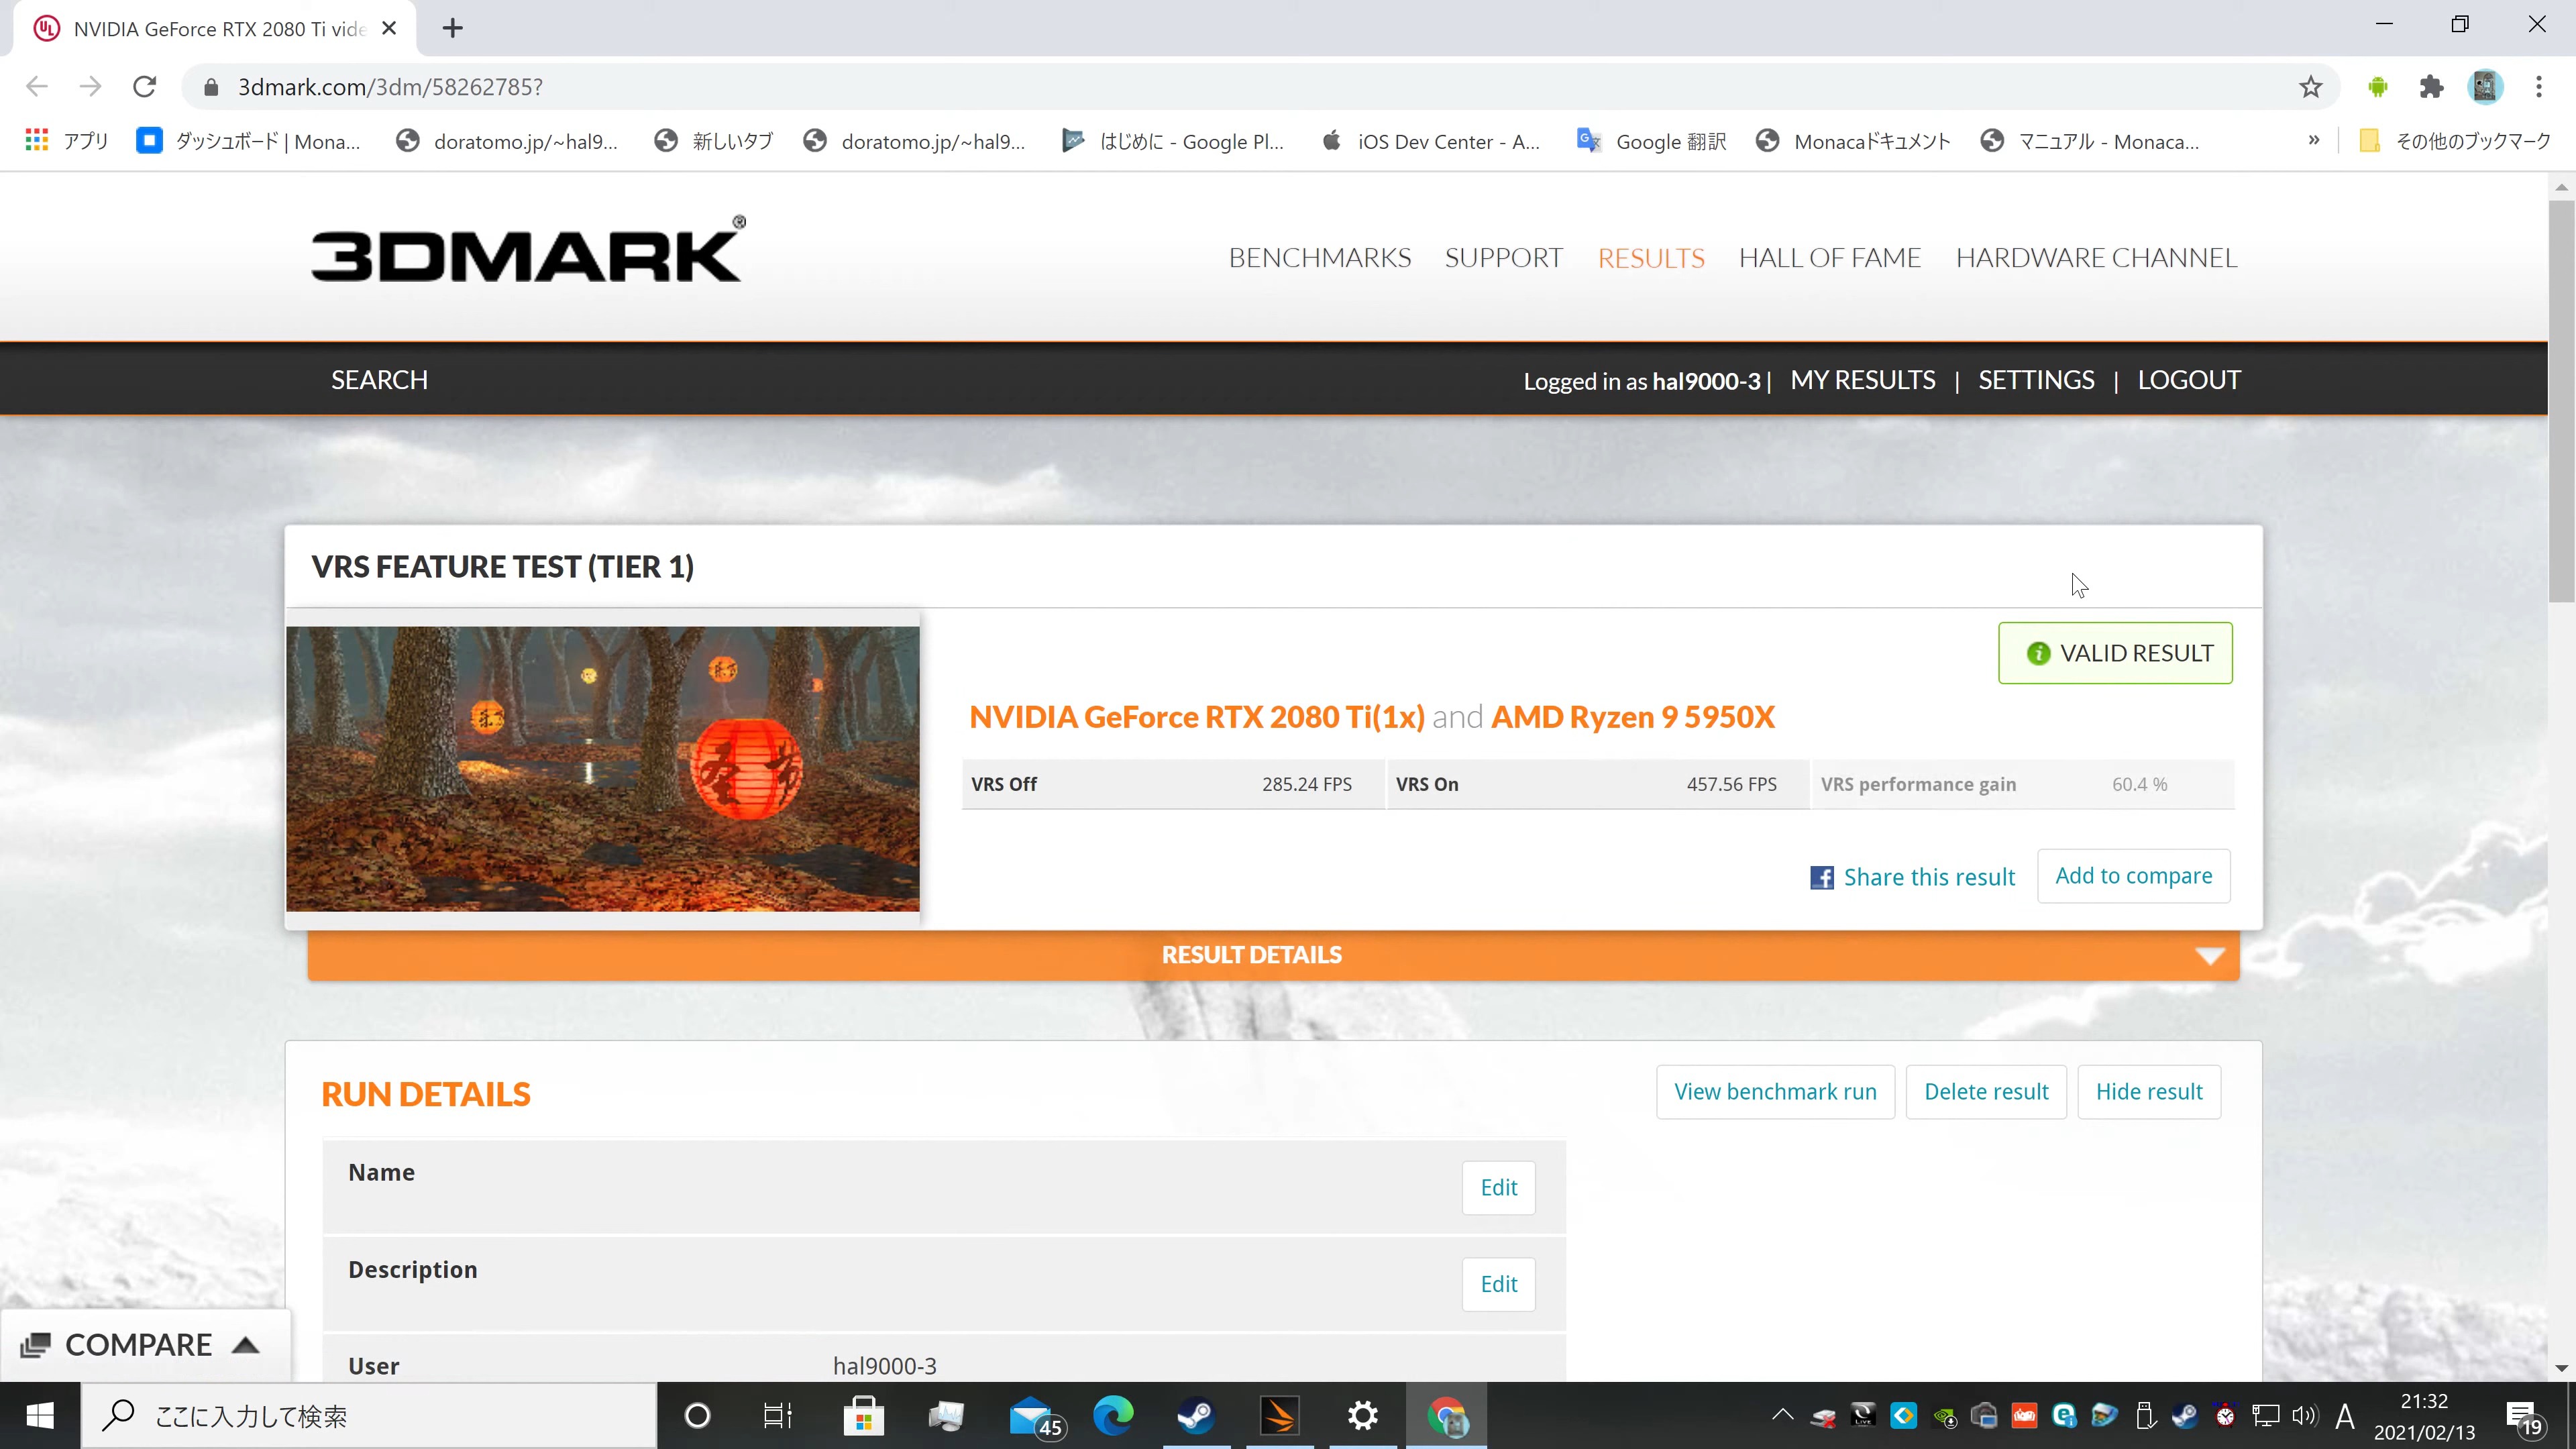 NVIDIA GeForce RTX 2080 Ti vide
3dmark.com/3dm/58262785?
アプリ ダッシュボード | Mona... doratomo.jp/~hal9... 新しいタブ doratomo.jp/~hal9... はじめに - Google Pl... iOS Dev Center - A... Google 翻訳 Monacaドキュメント マニュアル - Monaca... » その他のブックマーク
3DMARK®
BENCHMARKS SUPPORT RESULTS HALL OF FAME HARDWARE CHANNEL
SEARCH
Logged in as hal9000-3 | MY RESULTS | SETTINGS | LOGOUT
VRS FEATURE TEST (TIER 1)
VALID RESULT
NVIDIA GeForce RTX 2080 Ti(1x) and AMD Ryzen 9 5950X
VRS Off 285.24 FPS VRS On 457.56 FPS VRS performance gain 60.4 %
Share this result Add to compare
RESULT DETAILS
RUN DETAILS
View benchmark run Delete result Hide result
Name Edit
Description Edit
User hal9000-3
COMPARE
ここに入力して検索
45
A
21:32
2021/02/13
19